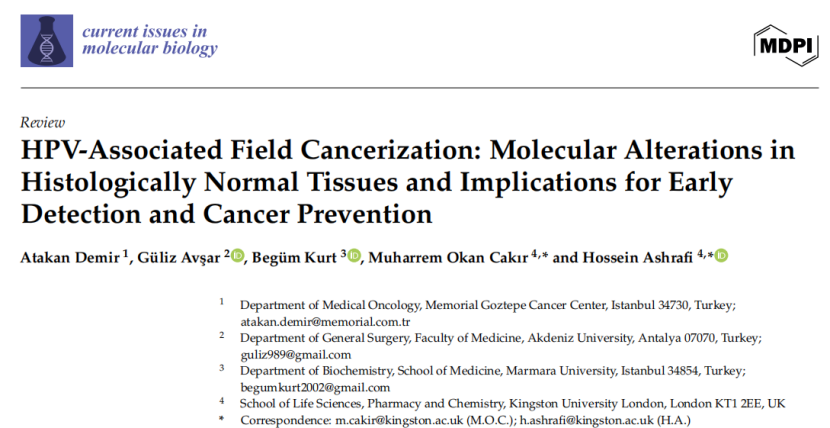 current issues in
molecular biology
MDPI
Review
HPV-Associated Field Cancerization: Molecular Alterations in
Histologically Normal Tissues and Implications for Early
Detection and Cancer Prevention
Atakan Demir 1, Güliz Avşar 2 iD, Begüm Kurt 3 iD, Muharrem Okan Cakır 4,* and Hossein Ashrafi 4,* iD
1 Department of Medical Oncology, Memorial Goztepe Cancer Center, Istanbul 34730, Turkey;
atakan.demir@memorial.com.tr
2 Department of General Surgery, Faculty of Medicine, Akdeniz University, Antalya 07070, Turkey;
guliz989@gmail.com
3 Department of Biochemistry, School of Medicine, Marmara University, Istanbul 34854, Turkey;
begumkurt2002@gmail.com
4 School of Life Sciences, Pharmacy and Chemistry, Kingston University London, London KT1 2EE, UK
* Correspondence: m.cakir@kingston.ac.uk (M.O.C.); h.ashrafi@kingston.ac.uk (H.A.)